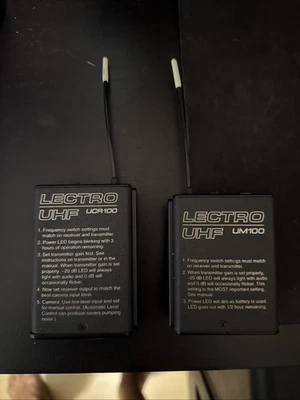 LECTRO
UHF UCR100
1. Frequency switch settings must
match on receiver and transmitter.
2. Power LED begins blinking with 3
hours of operation remaining.
3. Set transmitter gain first. See
instructions on transmitter or in the
manual. When transmitter gain is set
properly, -20 dB LED will always
light with audio and 0 dB will
occasionally flicker.
4. Now set receiver output to match the
best camera input level.
5. Camera: Use line level input and set
for manual control. (Automatic Level
Control can produce severe pumping
noise.)
LECTRO
UHF UM100
1. Frequency switch settings must match
on receiver and transmitter.
2. When transmitter gain is set properly,
-20 dB LED will always light with audio
and 0 dB will occasionally flicker. This
setting is the MOST important setting.
See manual.
3. Power LED will dim as battery is used.
LED goes out with 1/2 hour remaining.